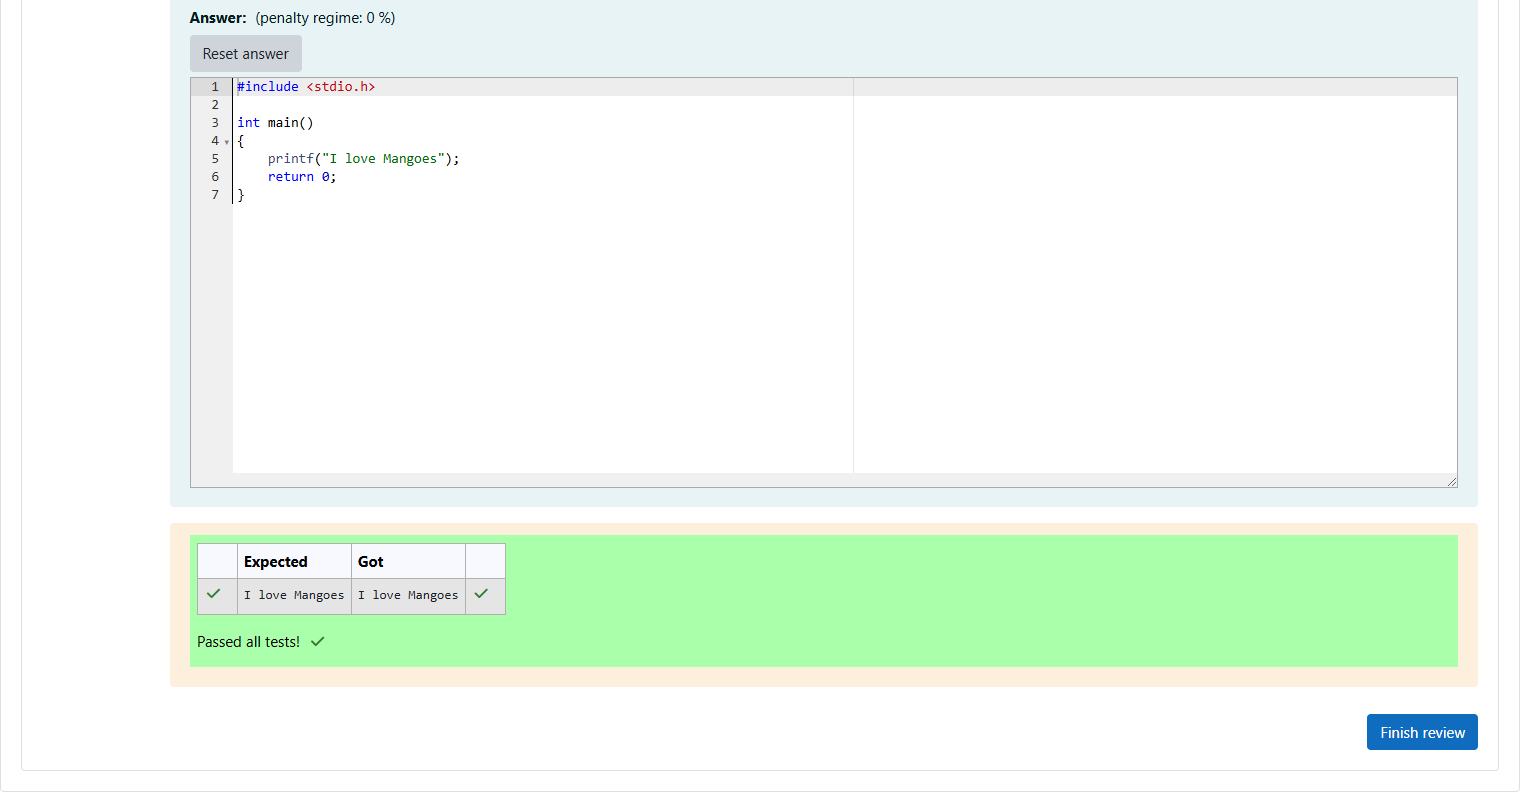 Answer: (penalty regime: 0 %)
Reset answer
1 #include <stdio.h>
2
3 int main()
4 {
5     printf("I love Mangoes");
6     return 0;
7 }
Expected Got
I love Mangoes I love Mangoes
Passed all tests!
Finish review